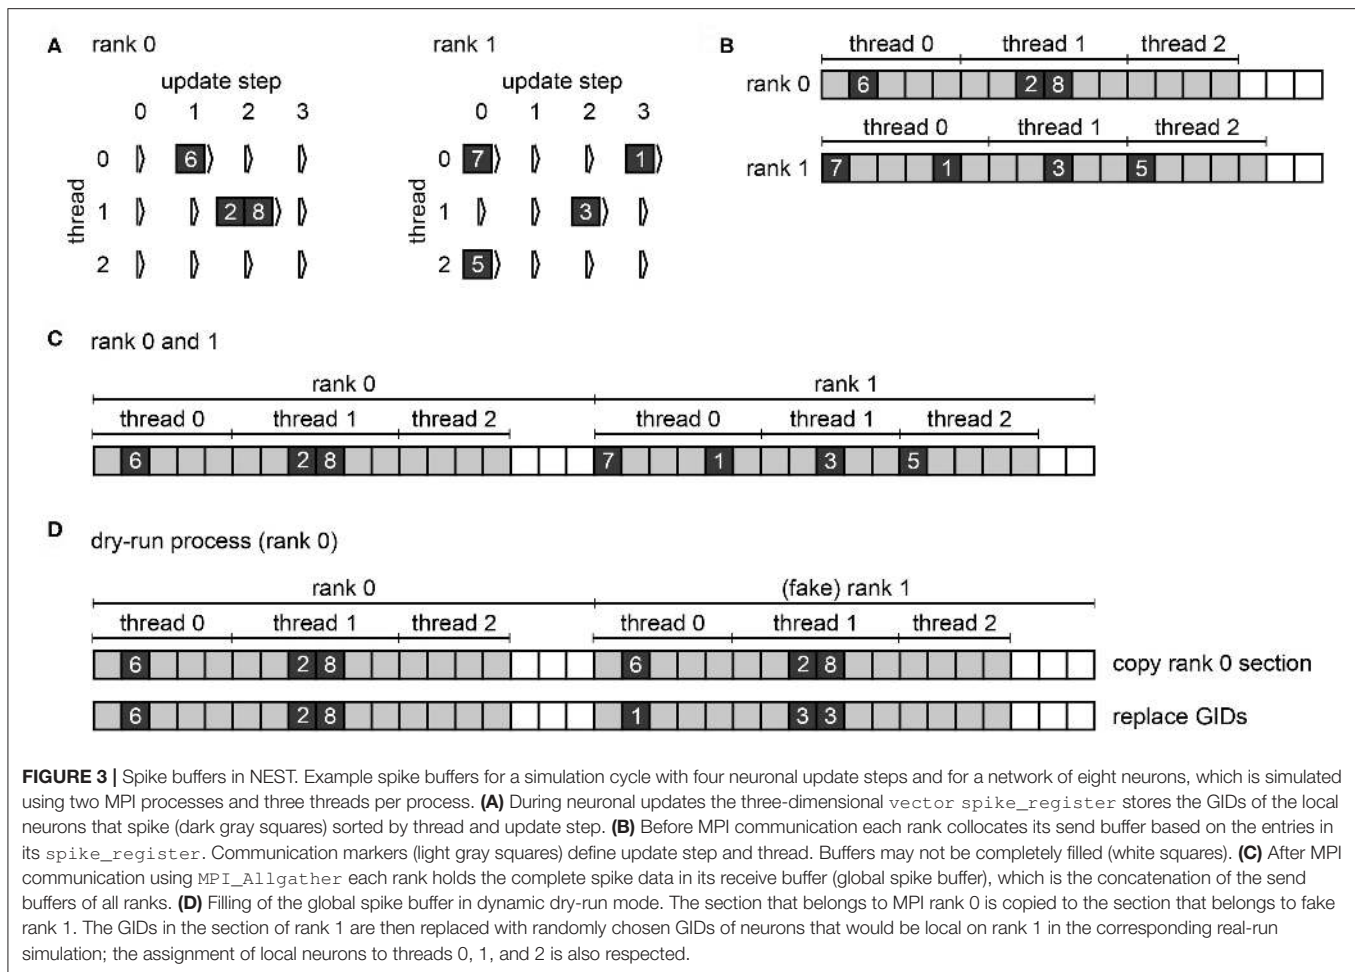 A rank 0 rank 1
update step update step
0 1 2 3 0 1 2 3
0 6 0 7 1
thread 1 2 8 thread 1 3
2 2 5
B thread 0 thread 1 thread 2
rank 0 6 2 8
thread 0 thread 1 thread 2
rank 1 7 1 3 5
C rank 0 and 1
rank 0 rank 1
thread 0 thread 1 thread 2 thread 0 thread 1 thread 2
6 2 8 7 1 3 5
D dry-run process (rank 0)
rank 0 (fake) rank 1
thread 0 thread 1 thread 2 thread 0 thread 1 thread 2
6 2 8 6 2 8 copy rank 0 section
6 2 8 1 3 3 replace GIDs
FIGURE 3 | Spike buffers in NEST. Example spike buffers for a simulation cycle with four neuronal update steps and for a network of eight neurons, which is simulated
using two MPI processes and three threads per process. (A) During neuronal updates the three-dimensional vector spike_register stores the GIDs of the local
neurons that spike (dark gray squares) sorted by thread and update step. (B) Before MPI communication each rank collocates its send buffer based on the entries in
its spike_register. Communication markers (light gray squares) define update step and thread. Buffers may not be completely filled (white squares). (C) After MPI
communication using MPI_Allgather each rank holds the complete spike data in its receive buffer (global spike buffer), which is the concatenation of the send
buffers of all ranks. (D) Filling of the global spike buffer in dynamic dry-run mode. The section that belongs to MPI rank 0 is copied to the section that belongs to fake
rank 1. The GIDs in the section of rank 1 are then replaced with randomly chosen GIDs of neurons that would be local on rank 1 in the corresponding real-run
simulation; the assignment of local neurons to threads 0, 1, and 2 is also respected.